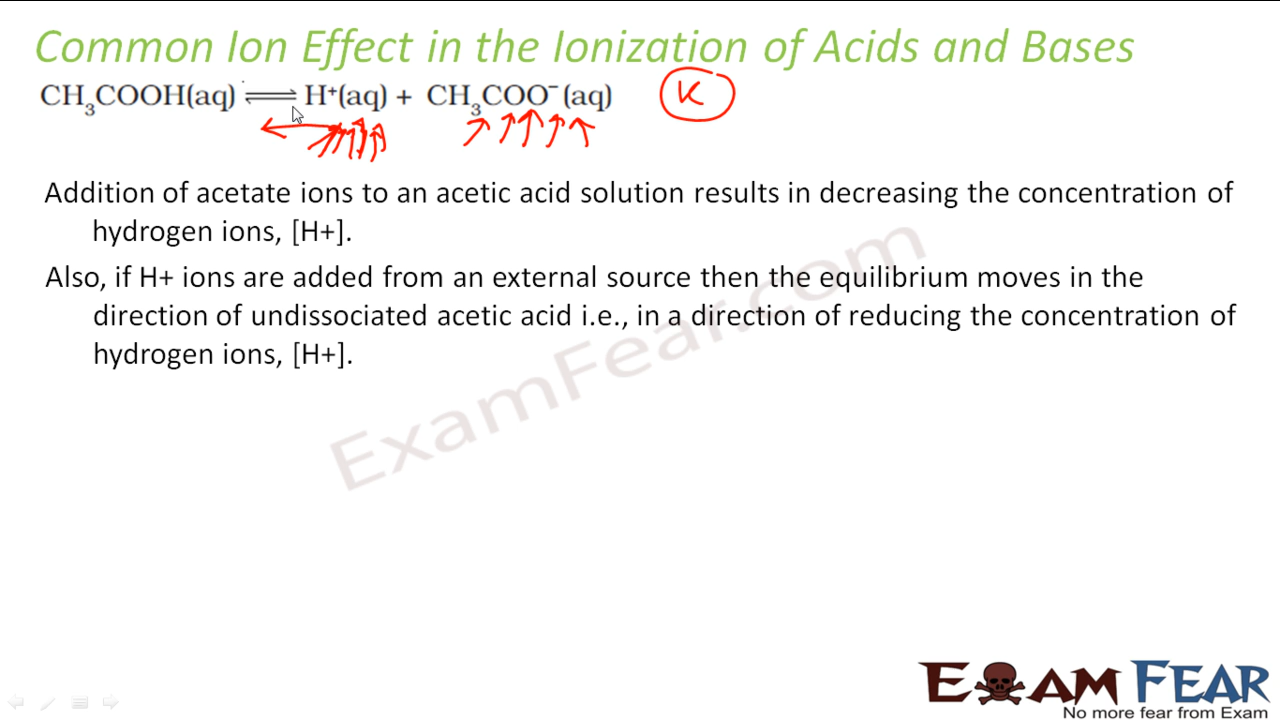 Common Ion Effect in the Ionization of Acids and Bases
CH₃COOH(aq) ⇌ H⁺(aq) + CH₃COO⁻(aq) K
Addition of acetate ions to an acetic acid solution results in decreasing the concentration of
hydrogen ions, [H+].
Also, if H+ ions are added from an external source then the equilibrium moves in the
direction of undissociated acetic acid i.e., in a direction of reducing the concentration of
hydrogen ions, [H+].
ExamFear.com
EXAM FEAR
No more fear from Exam